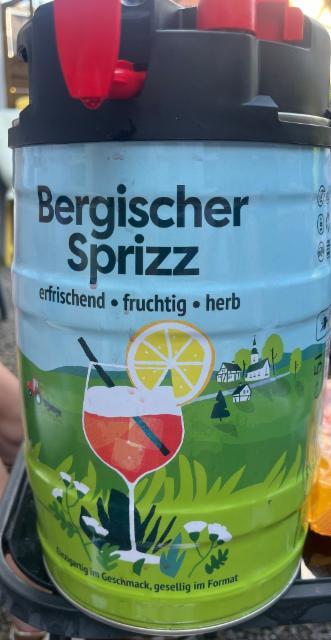 Bergischer
Sprizz
erfrischend • fruchtig • herb
Einzigartig im Geschmack, gesellig im Format